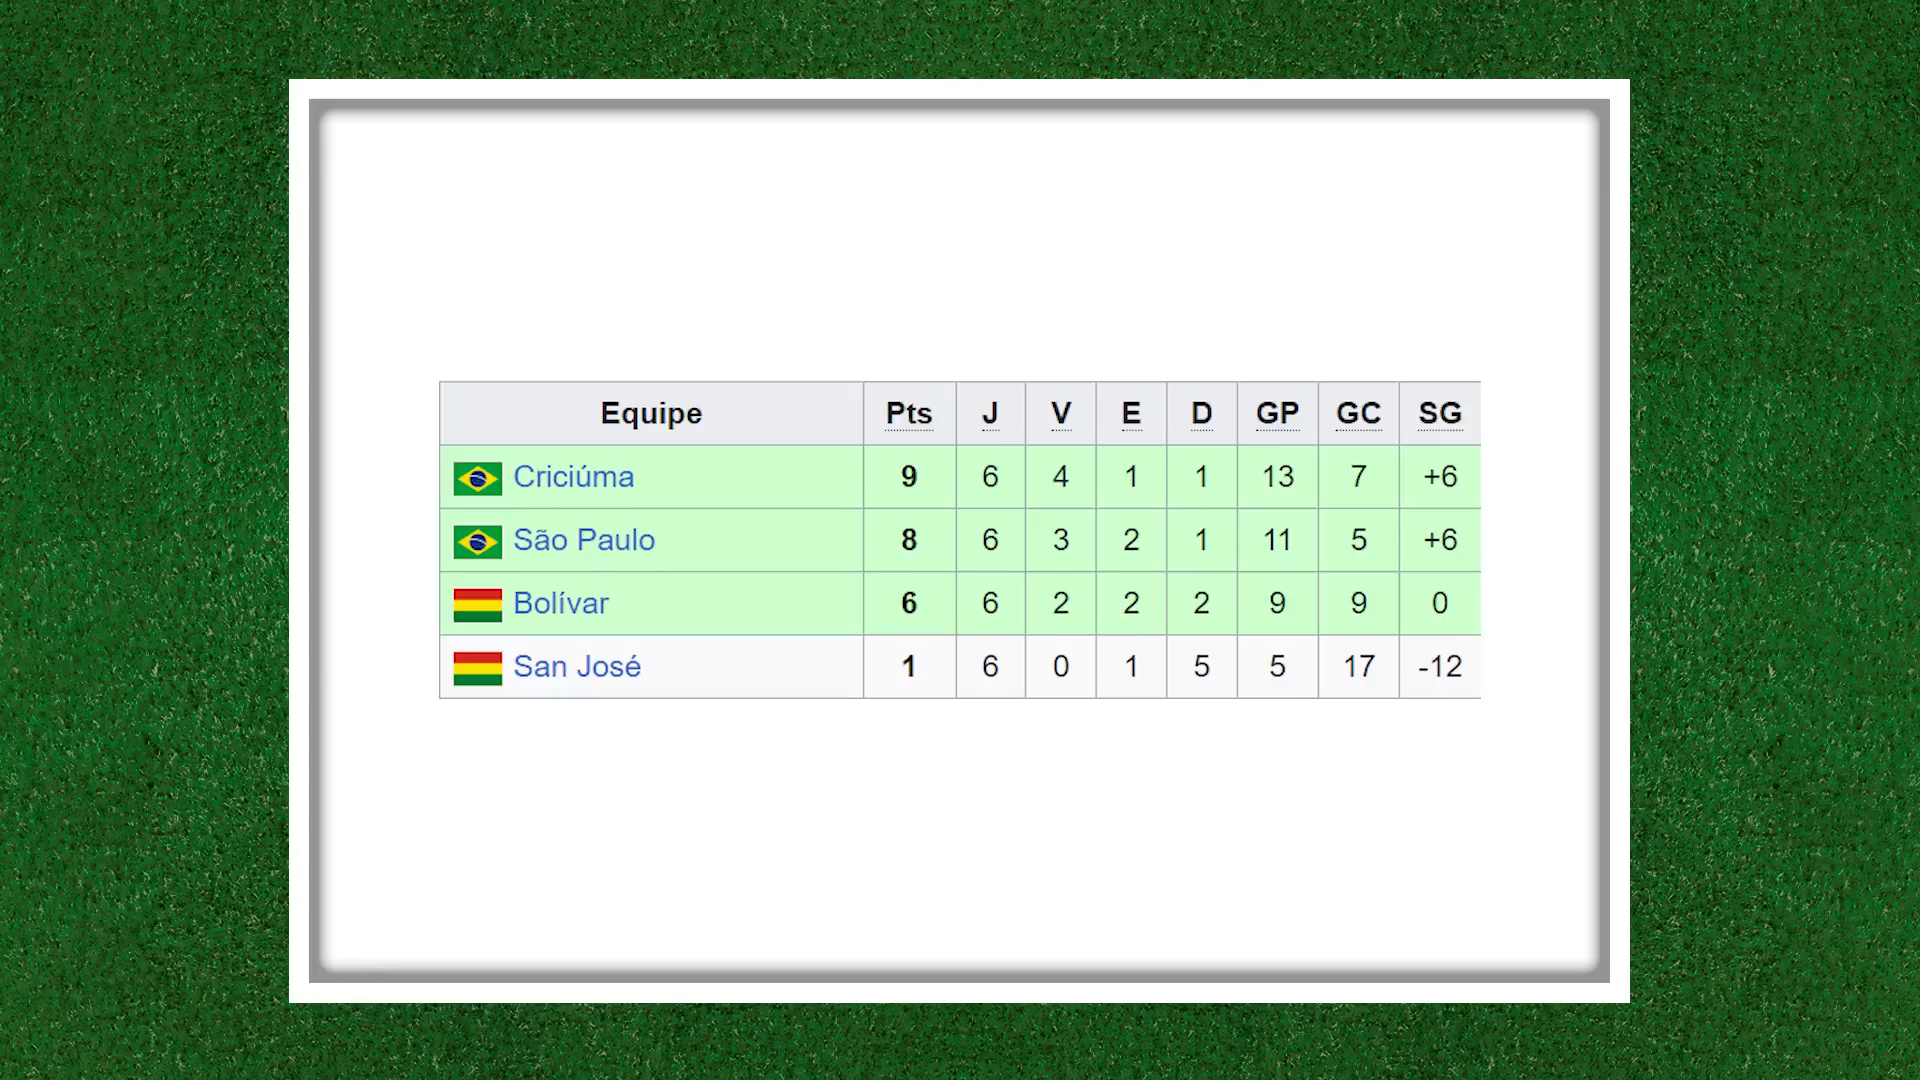 Equipe Pts J V E D GP GC SG
Criciúma 9 6 4 1 1 13 7 +6
São Paulo 8 6 3 2 1 11 5 +6
Bolívar 6 6 2 2 2 9 9 0
San José 1 6 0 1 5 5 17 -12